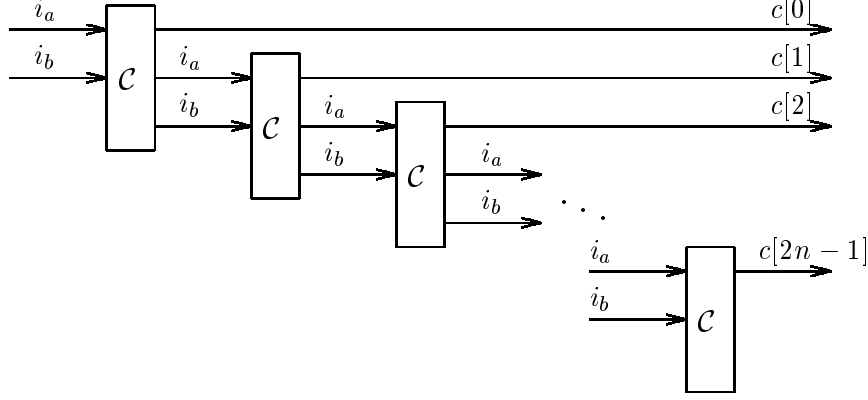 i_a c[0]
i_b i_a c[1]
C
i_b i_a c[2]
C
i_b i_a
C
i_b
. . .
i_a c[2n − 1]
i_b
C